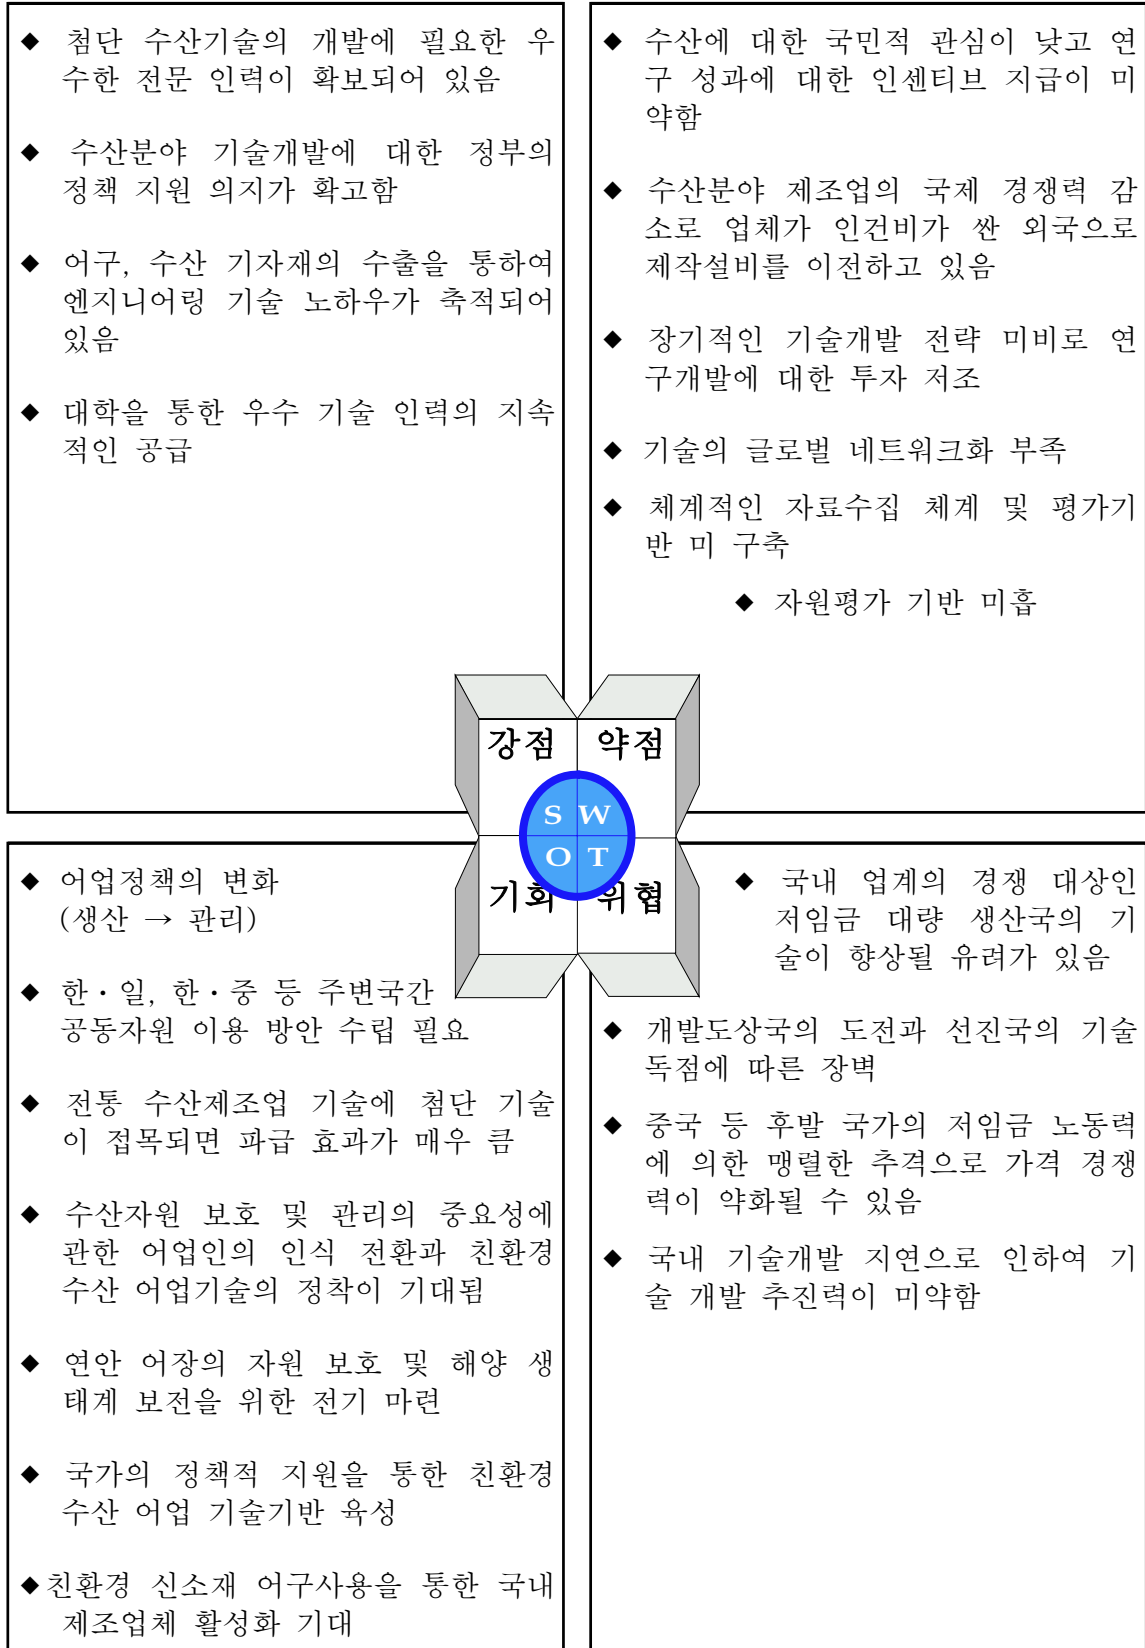 ◆ 첨단 수산기술의 개발에 필요한 우
수한 전문 인력이 확보되어 있음
◆ 수산분야 기술개발에 대한 정부의
정책 지원 의지가 확고함
◆ 어구, 수산 기자재의 수출을 통하여
엔지니어링 기술 노하우가 축적되어
있음
◆ 대학을 통한 우수 기술 인력의 지속
적인 공급
◆ 수산에 대한 국민적 관심이 낮고 연
구 성과에 대한 인센티브 지급이 미
약함
◆ 수산분야 제조업의 국제 경쟁력 감
소로 업체가 인건비가 싼 외국으로
제작설비를 이전하고 있음
◆ 장기적인 기술개발 전략 미비로 연
구개발에 대한 투자 저조
◆ 기술의 글로벌 네트워크화 부족
◆ 체계적인 자료수집 체계 및 평가기
반 미 구축
◆ 자원평가 기반 미흡
강점 약점
S W
O T
기회 위협
◆ 어업정책의 변화
(생산 → 관리)
◆ 한・일, 한・중 등 주변국간
공동자원 이용 방안 수립 필요
◆ 전통 수산제조업 기술에 첨단 기술
이 접목되면 파급 효과가 매우 큼
◆ 수산자원 보호 및 관리의 중요성에
관한 어업인의 인식 전환과 친환경
수산 어업기술의 정착이 기대됨
◆ 연안 어장의 자원 보호 및 해양 생
태계 보전을 위한 전기 마련
◆ 국가의 정책적 지원을 통한 친환경
수산 어업 기술기반 육성
◆친환경 신소재 어구사용을 통한 국내
제조업체 활성화 기대
◆ 국내 업계의 경쟁 대상인
저임금 대량 생산국의 기
술이 향상될 유려가 있음
◆ 개발도상국의 도전과 선진국의 기술
독점에 따른 장벽
◆ 중국 등 후발 국가의 저임금 노동력
에 의한 맹렬한 추격으로 가격 경쟁
력이 약화될 수 있음
◆ 국내 기술개발 지연으로 인하여 기
술 개발 추진력이 미약함